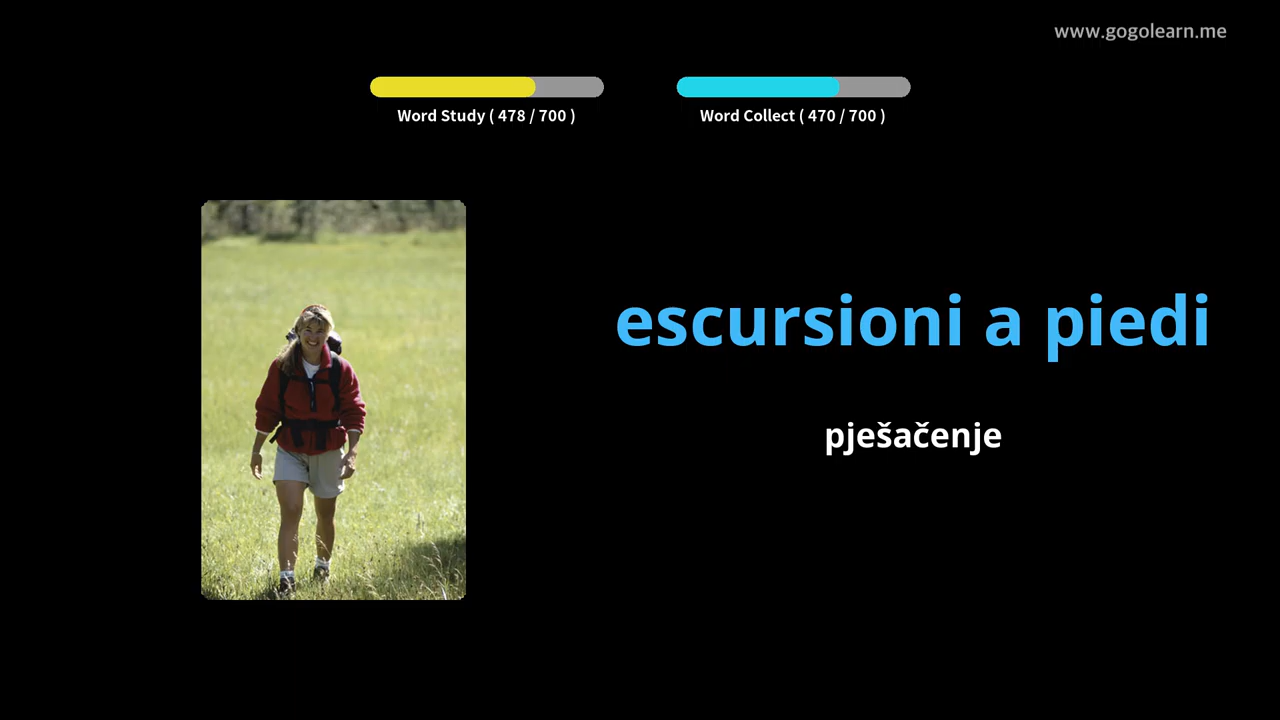 www.gogolearn.me
Word Study ( 478 / 700 )
Word Collect ( 470 / 700 )
escursioni a piedi
pješačenje